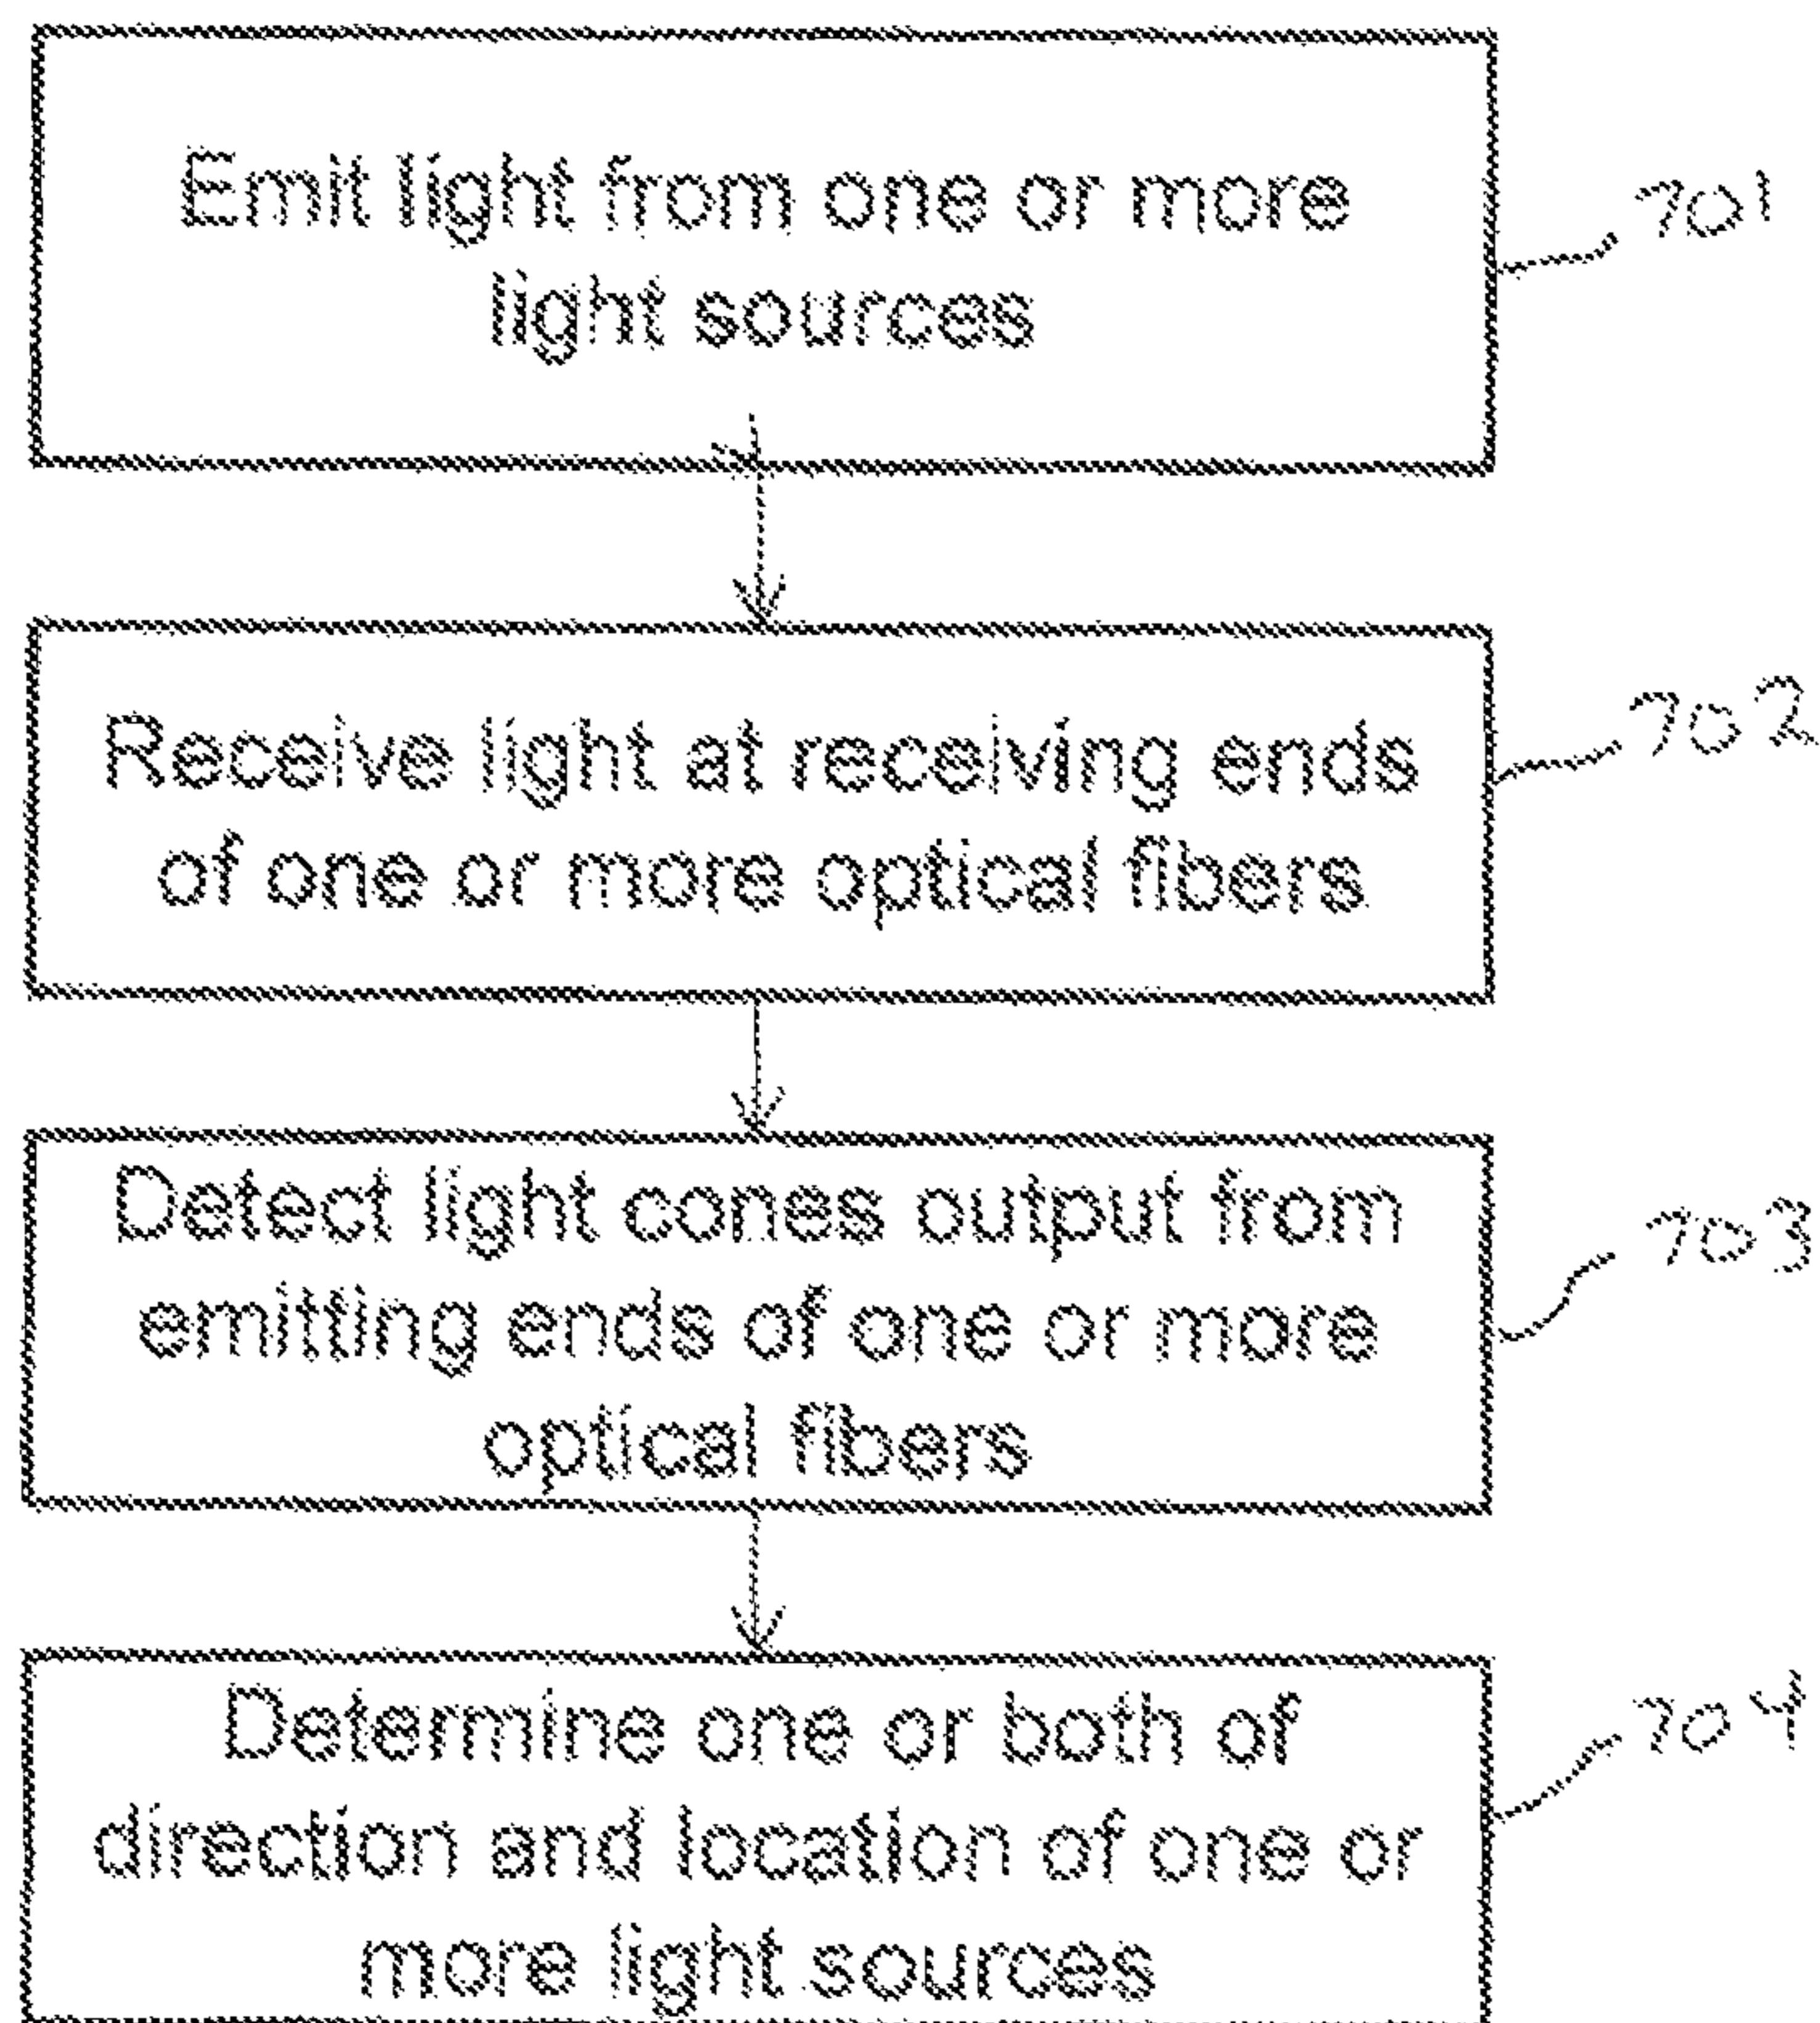 Emit light from one or more
light sources
701
Receive light at receiving ends
of one or more optical fibers
702
Detect light cones output from
emitting ends of one or more
optical fibers
703
Determine one or both of
direction and location of one or
more light sources
704